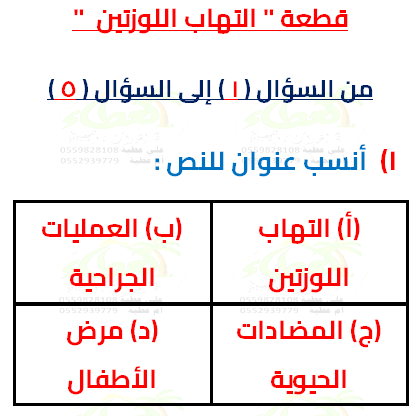 قطعة " التهاب اللوزتين "
من السؤال ( ١ ) إلى السؤال ( ٥ )
١) أنسب عنوان للنص :
(أ) التهاب اللوزتين
(ب) العمليات الجراحية
(ج) المضادات الحيوية
(د) مرض الأطفال